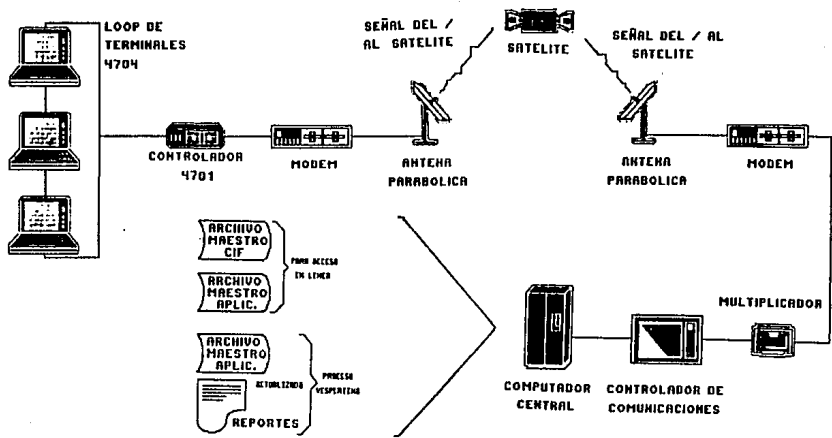 LOOP DE
TERMINALES
4704
SEÑAL DEL /
AL SATELITE
SATELITE
SEÑAL DEL / AL
SATELITE
CONTROLADOR
4701
MODEM
ANTENA
PARABOLICA
ANTENA
PARABOLICA
MODEM
ARCHIVO
MAESTRO
CIF
PARA ACCESO
EN LINEA
ARCHIVO
MAESTRO
APLIC.
ARCHIVO
MAESTRO
APLIC.
ACTUALIZADO
PROCESO
VESPERTINO
REPORTES
COMPUTADOR
CENTRAL
CONTROLADOR DE
COMUNICACIONES
MULTIPLICADOR